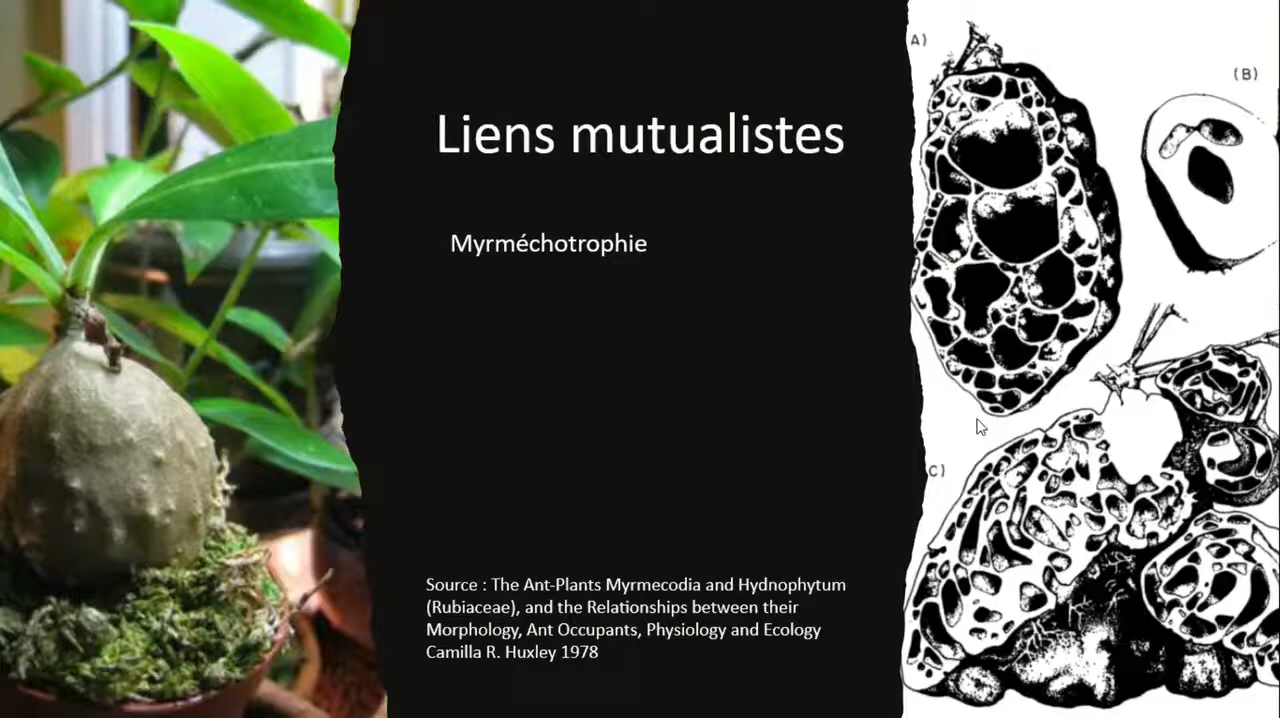 Liens mutualistes
Myrméchotrophie
Source : The Ant-Plants Myrmecodia and Hydnophytum
(Rubiaceae), and the Relationships between their
Morphology, Ant Occupants, Physiology and Ecology
Camilla R. Huxley 1978
A)
(B)
C)